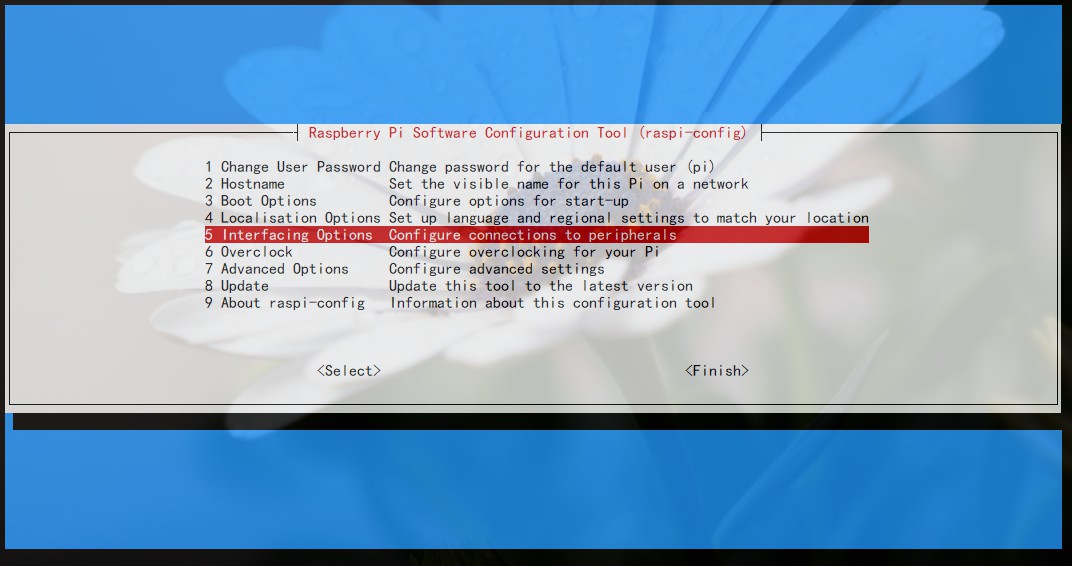 Raspberry Pi Software Configuration Tool (raspi-config)
1 Change User Password Change password for the default user (pi)
2 Hostname Set the visible name for this Pi on a network
3 Boot Options Configure options for start-up
4 Localisation Options Set up language and regional settings to match your location
5 Interfacing Options Configure connections to peripherals
6 Overclock Configure overclocking for your Pi
7 Advanced Options Configure advanced settings
8 Update Update this tool to the latest version
9 About raspi-config Information about this configuration tool
<Select> <Finish>